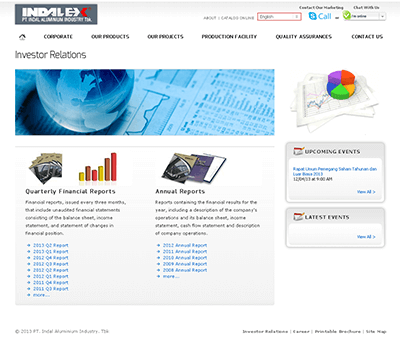 INDALEX
PT. INDAL ALUMINIUM INDUSTRY Tbk.
Contact Our Marketing
Chat With Us
ABOUT | CATALOG ONLINE
English
Call
I'm online
CORPORATE OUR PRODUCTS OUR PROJECTS PRODUCTION FACILITY QUALITY ASSURANCES CONTACT US
Investor Relations
Quarterly Financial Reports
Financial reports, issued every three months,
that include unaudited financial statements
consisting of the balance sheet, income
statement, and statement of changes in
financial position.
2013 Q2 Report
2013 Q1 Report
2012 Q4 Report
2012 Q3 Report
2012 Q2 Report
2012 Q1 Report
2011 Q4 Report
2011 Q3 Report
more...
Annual Reports
Reports containing the financial results for the
year, including a description of the company's
operations and its balance sheet, income
statement, cash flow statement and description
of company operations.
2012 Annual Report
2011 Annual Report
2010 Annual Report
2009 Annual Report
2008 Annual Report
more...
UPCOMING EVENTS
Rapat Umum Pemegang Saham Tahunan dan
Luar Biasa 2013
12/04/13 at 9:00 AM
View All >
LATEST EVENTS
View All >
© 2013 PT. Indal Aluminium Industry, Tbk
Investor Relations | Career | Printable Brochure | Site Map